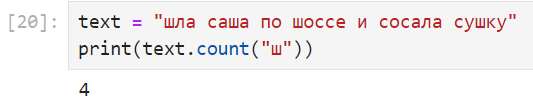 [20]: text = "шла саша по шоссе и сосала сушку"
print(text.count("ш"))
4